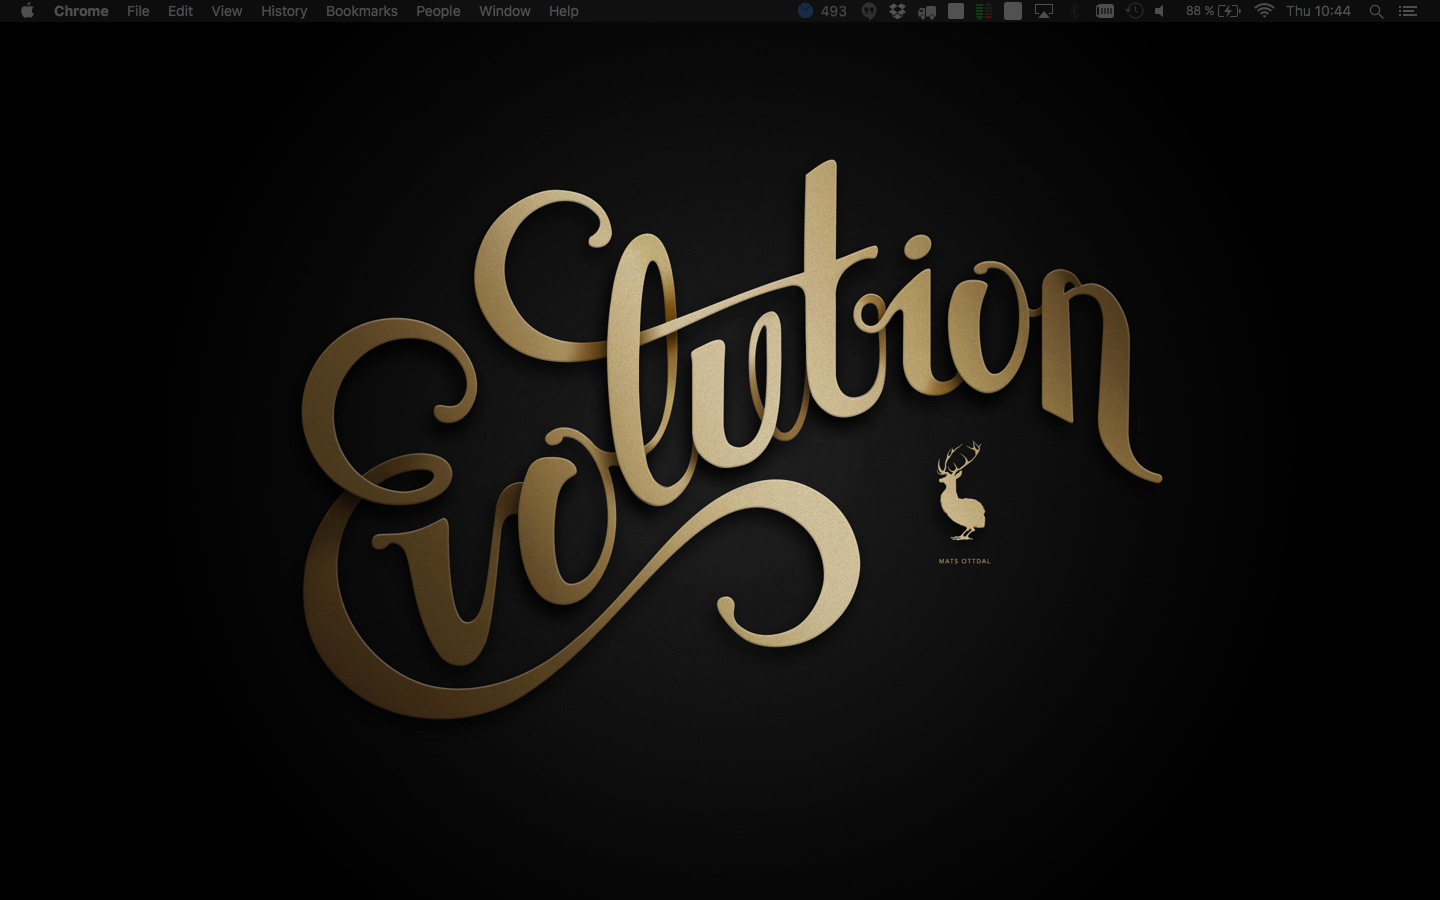 Chrome File Edit View History Bookmarks People Window Help 493 88 % Thu 10:44
Evolution
MATS OTTDAL